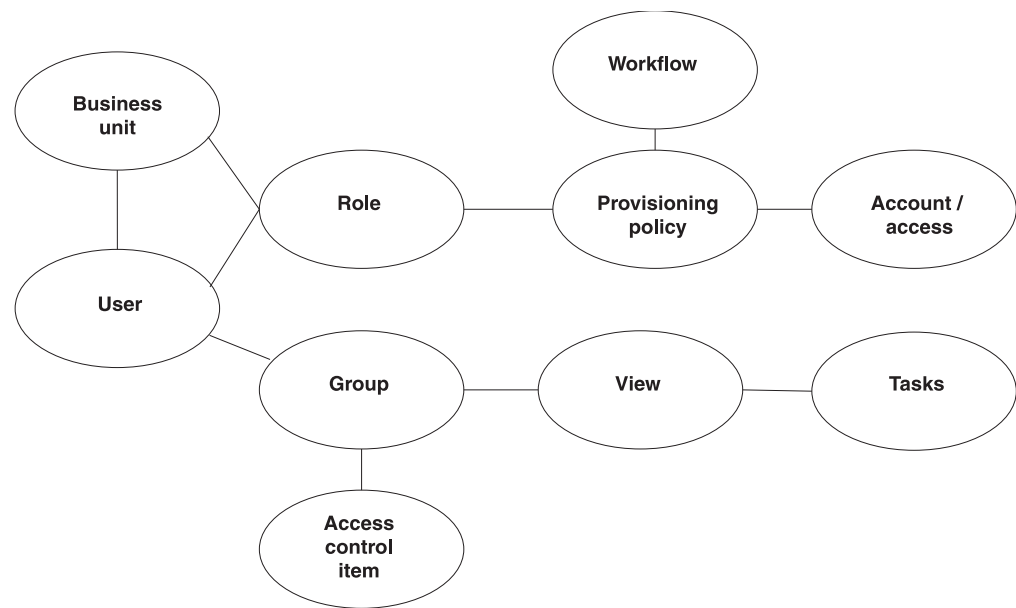 Workflow
Business
unit
Role
Provisioning
policy
Account /
access
User
Group
View
Tasks
Access
control
item